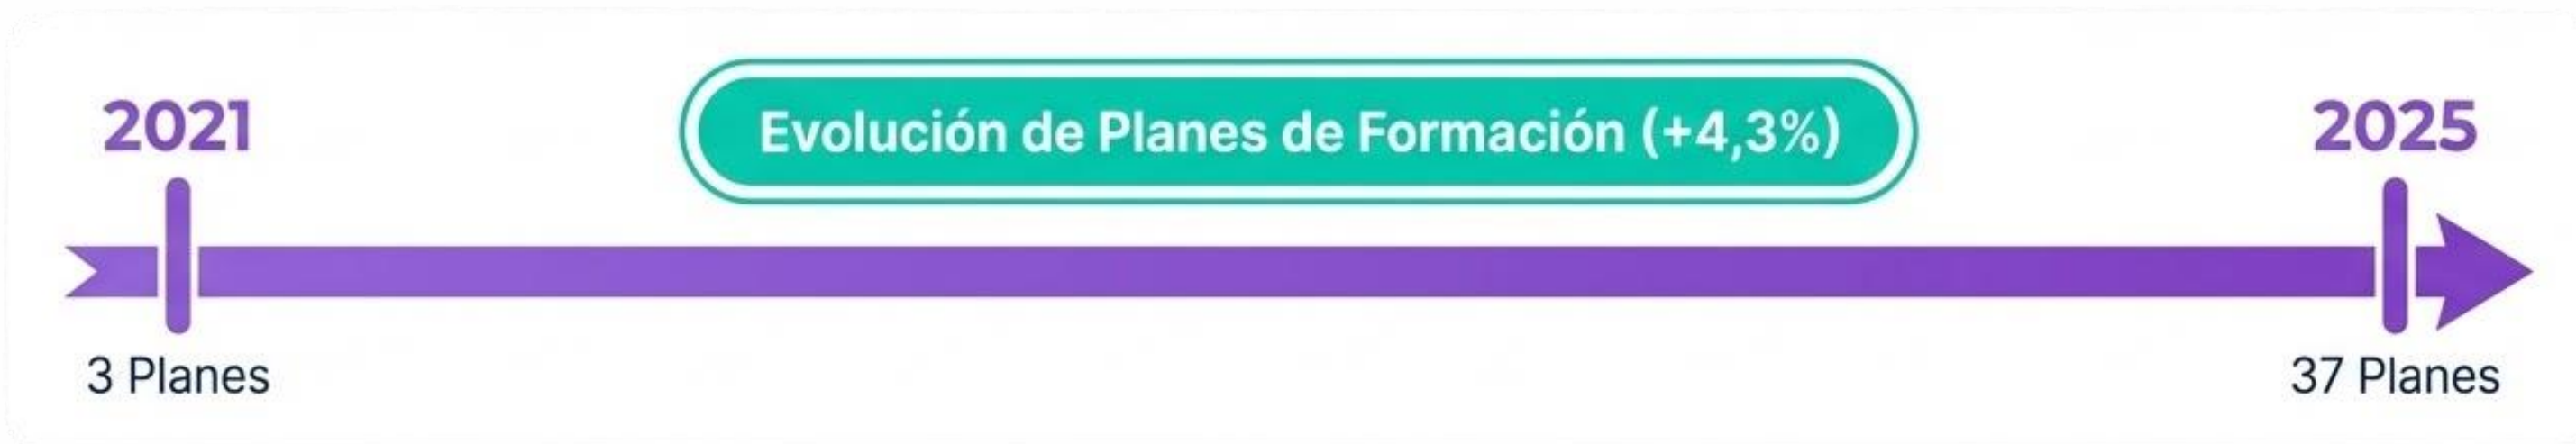 Evolución de Planes de Formación (+4,3%)
2021
2025
3 Planes
37 Planes